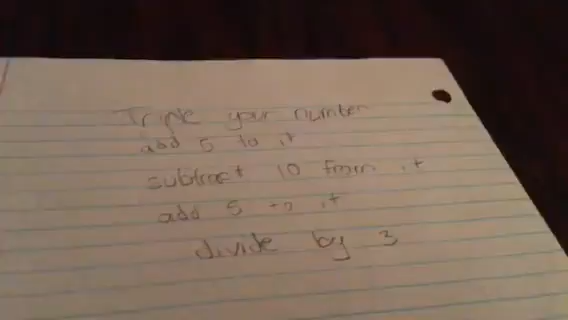 Triple your number
add 5 to it
subtract 10 from it
add 5 to it
divide by 3